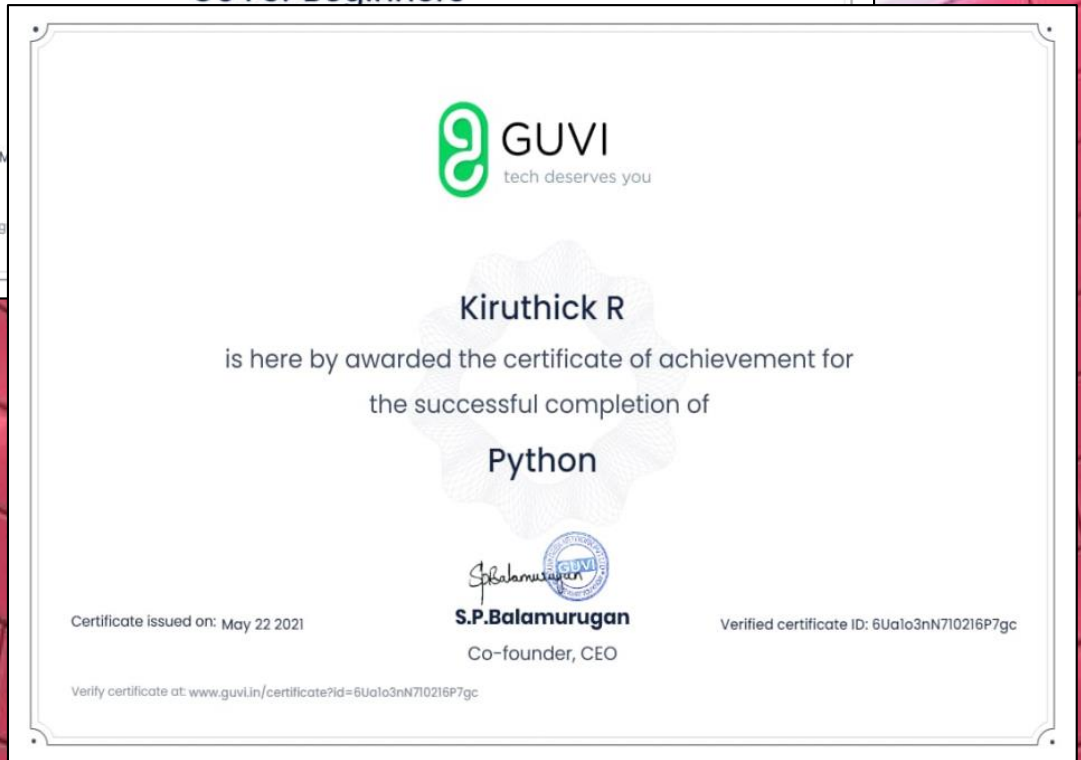 GUVI
tech deserves you
Kiruthick R
is here by awarded the certificate of achievement for
the successful completion of
Python
GUVI
S.P.Balamurugan
Co-founder, CEO
Certificate issued on: May 22 2021
Verified certificate ID: 6Ua1o3nN710216P7gc
Verify certificate at: www.guvi.in/certificate?id=6Ua1o3nN710216P7gc